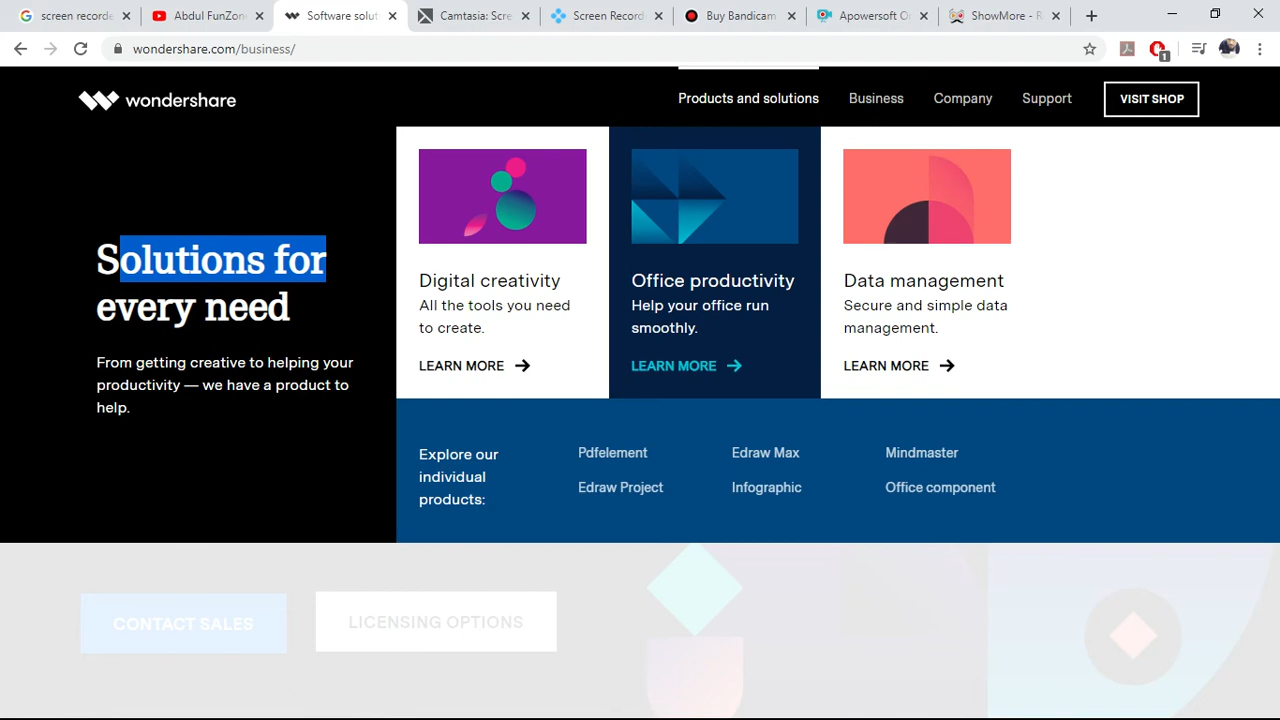 screen recorde
Abdul FunZon
Software solut
Camtasia: Scre
Screen Record
Buy Bandicam
Apowersoft On
ShowMore - R
wondershare.com/business/
1
wondershare
Products and solutions
Business
Company
Support
VISIT SHOP
Solutions for
every need
From getting creative to helping your
productivity — we have a product to
help.
Digital creativity
All the tools you need
to create.
LEARN MORE
Office productivity
Help your office run
smoothly.
LEARN MORE
Data management
Secure and simple data
management.
LEARN MORE
Explore our
individual
products:
Pdfelement
Edraw Max
Mindmaster
Edraw Project
Infographic
Office component
CONTACT SALES
LICENSING OPTIONS